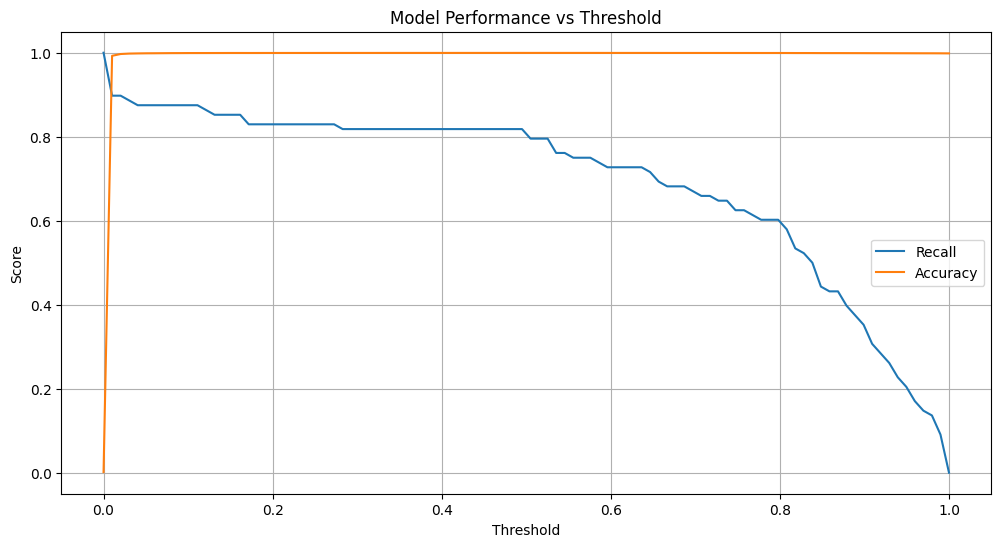 Model Performance vs Threshold
Score
1.0
0.8
0.6
0.4
0.2
0.0
Recall
Accuracy
0.0 0.2 0.4 0.6 0.8 1.0
Threshold